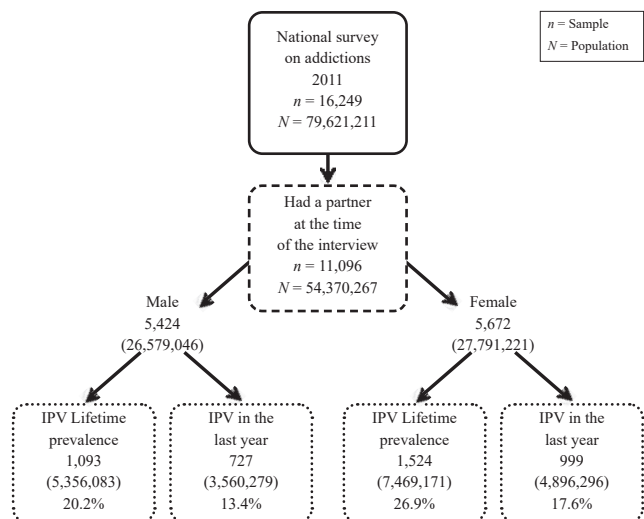 National survey
on addictions
2011
n = 16,249
N = 79,621,211
n = Sample
N = Population
Had a partner
at the time
of the interview
n = 11,096
N = 54,370,267
Male
5,424
(26,579,046)
Female
5,672
(27,791,221)
IPV Lifetime
prevalence
1,093
(5,356,083)
20.2%
IPV in the
last year
727
(3,560,279)
13.4%
IPV Lifetime
prevalence
1,524
(7,469,171)
26.9%
IPV in the
last year
999
(4,896,296)
17.6%